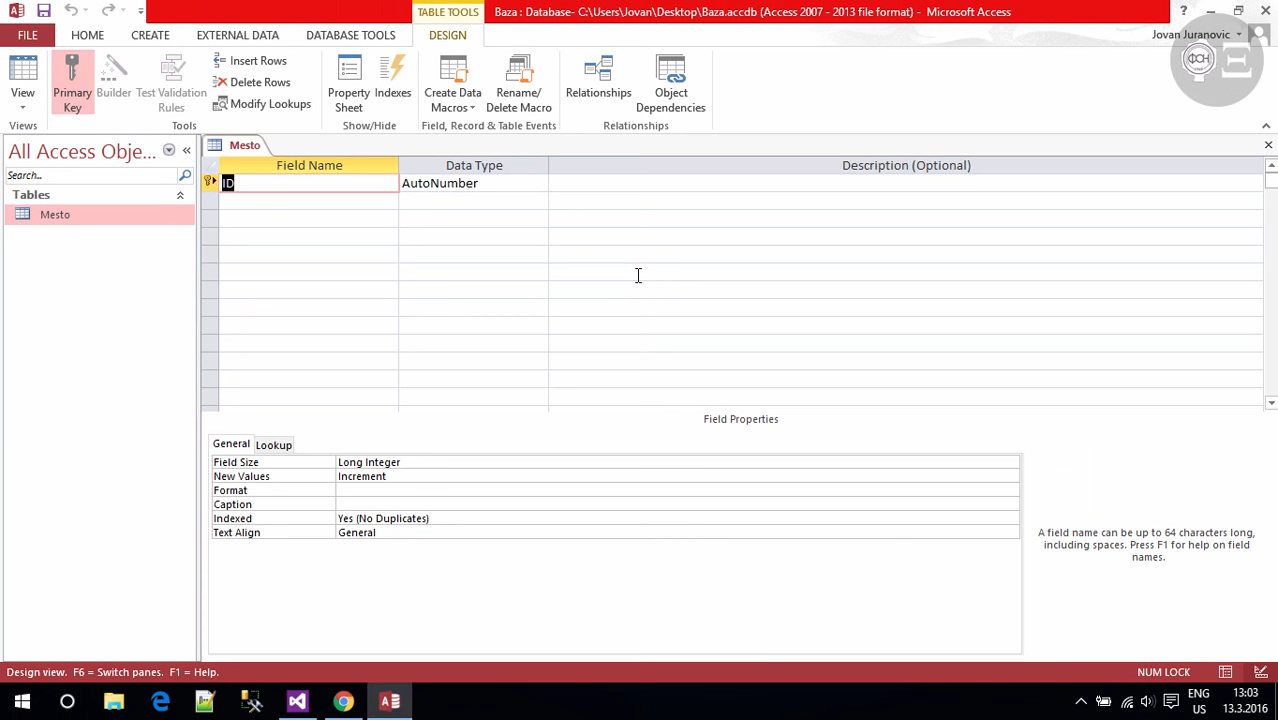 TABLE TOOLS
Baza : Database- C:\Users\Jovan\Desktop\Baza.accdb (Access 2007 - 2013 file format) - Microsoft Access
?
FILE HOME CREATE EXTERNAL DATA DATABASE TOOLS DESIGN
Jovan Juranovic
ФОН
View
Primary Key
Builder
Test Validation Rules
Insert Rows
Delete Rows
Modify Lookups
Property Sheet
Indexes
Create Data Macros
Rename/ Delete Macro
Relationships
Object Dependencies
Views
Tools
Show/Hide
Field, Record & Table Events
Relationships
All Access Obje...
Search...
Tables
Mesto
Mesto
Field Name Data Type Description (Optional)
ID AutoNumber
Field Properties
General Lookup
Field Size Long Integer
New Values Increment
Format
Caption
Indexed Yes (No Duplicates)
Text Align General
A field name can be up to 64 characters long,
including spaces. Press F1 for help on field
names.
Design view. F6 = Switch panes. F1 = Help.
NUM LOCK
ENG
US
13:03
13.3.2016